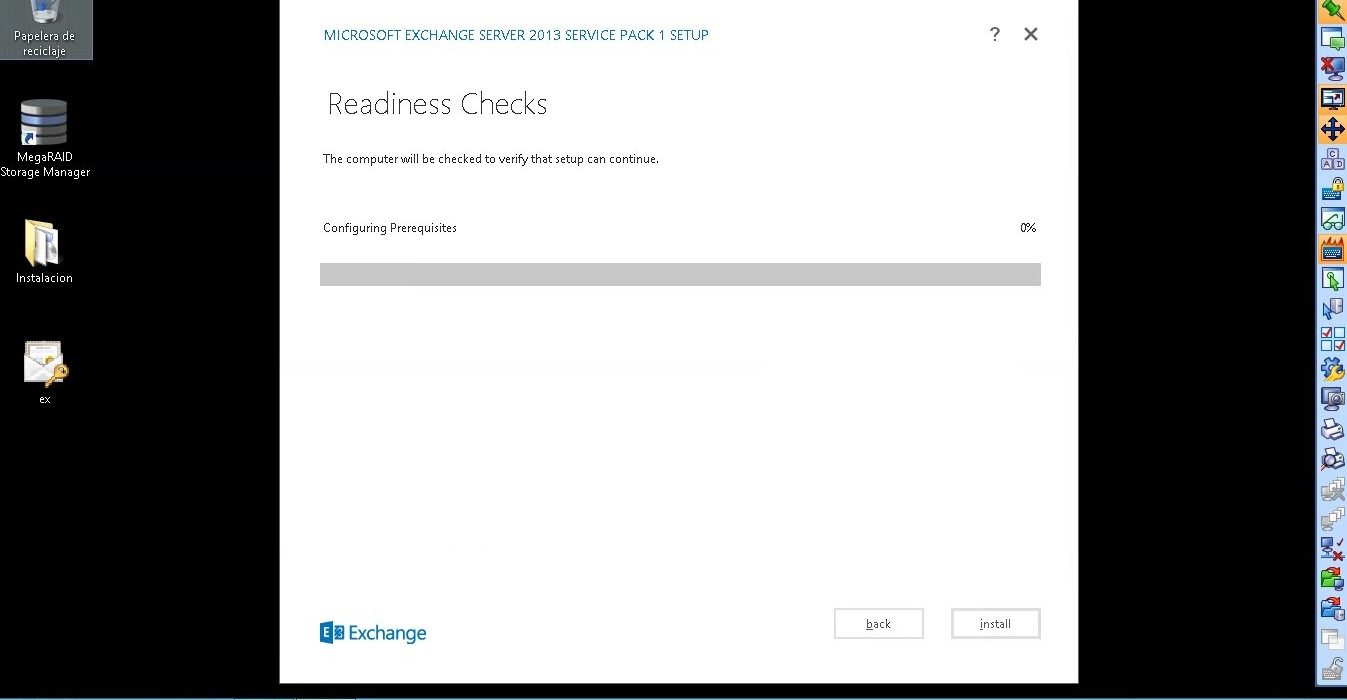 Papelera de
reciclaje
MegaRAID
Storage Manager
Instalacion
ex
MICROSOFT EXCHANGE SERVER 2013 SERVICE PACK 1 SETUP
?
Readiness Checks
The computer will be checked to verify that setup can continue.
Configuring Prerequisites 0%
E Exchange
back install
C
A D